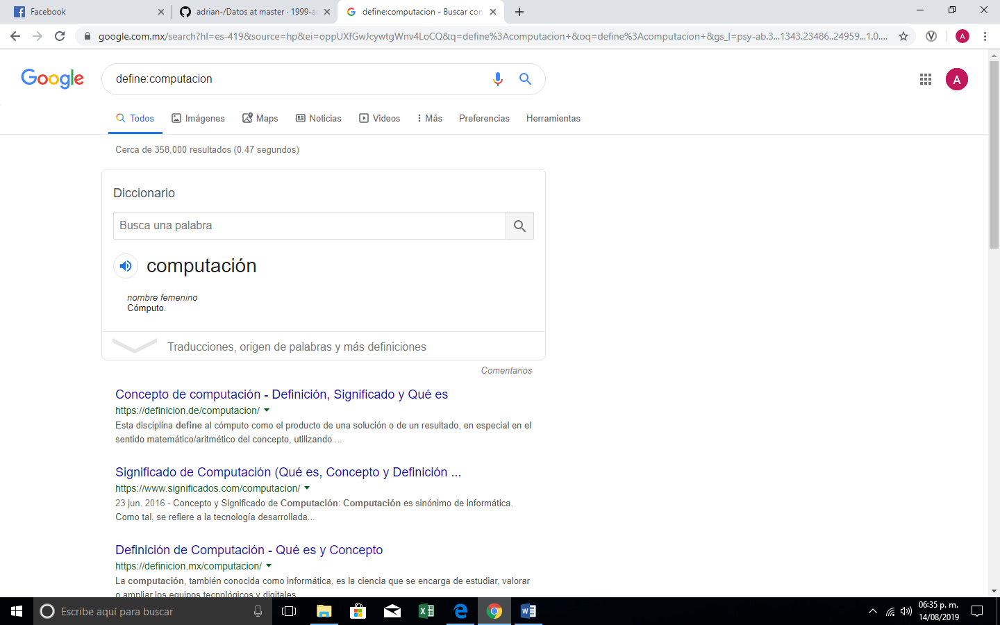 Facebook
adrian-/Datos at master · 1999-a
define:computacion - Buscar con
google.com.mx/search?hl=es-419&source=hp&ei=oppUXfGwJcywtgWnv4LoCQ&q=define%3Acomputacion+&oq=define%3Acomputacion+&gs_l=psy-ab.3...1343.23486..24959...1.0....
A
Google
define:computacion
A
Todos
Imágenes
Maps
Noticias
Videos
Más
Preferencias
Herramientas
Cerca de 358,000 resultados (0.47 segundos)
Diccionario
Busca una palabra
computación
nombre femenino
Cómputo.
Traducciones, origen de palabras y más definiciones
Comentarios
Concepto de computación - Definición, Significado y Qué es
https://definicion.de/computacion/
Esta disciplina define al cómputo como el producto de una solución o de un resultado, en especial en el
sentido matemático/aritmético del concepto, utilizando ...
Significado de Computación (Qué es, Concepto y Definición ...
https://www.significados.com/computacion/
23 jun. 2016 - Concepto y Significado de Computación: Computación es sinónimo de informática.
Como tal, se refiere a la tecnología desarrollada...
Definición de Computación - Qué es y Concepto
https://definicion.mx/computacion/
La computación, también conocida como informática, es la ciencia que se encarga de estudiar, valorar
o ampliar los equipos tecnológicos y digitales
Escribe aquí para buscar
06:35 p. m.
14/08/2019